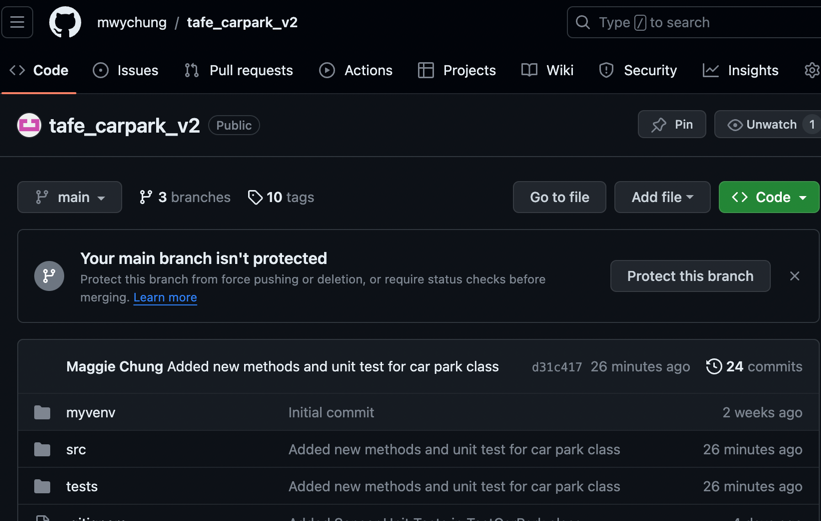 mwychung / tafe_carpark_v2
Type / to search
Code Issues Pull requests Actions Projects Wiki Security Insights
tafe_carpark_v2 Public Pin Unwatch 1
main 3 branches 10 tags Go to file Add file Code
Your main branch isn't protected
Protect this branch from force pushing or deletion, or require status checks before
merging. Learn more
Protect this branch
Maggie Chung Added new methods and unit test for car park class d31c417 26 minutes ago 24 commits
myvenv Initial commit 2 weeks ago
src Added new methods and unit test for car park class 26 minutes ago
tests Added new methods and unit test for car park class 26 minutes ago